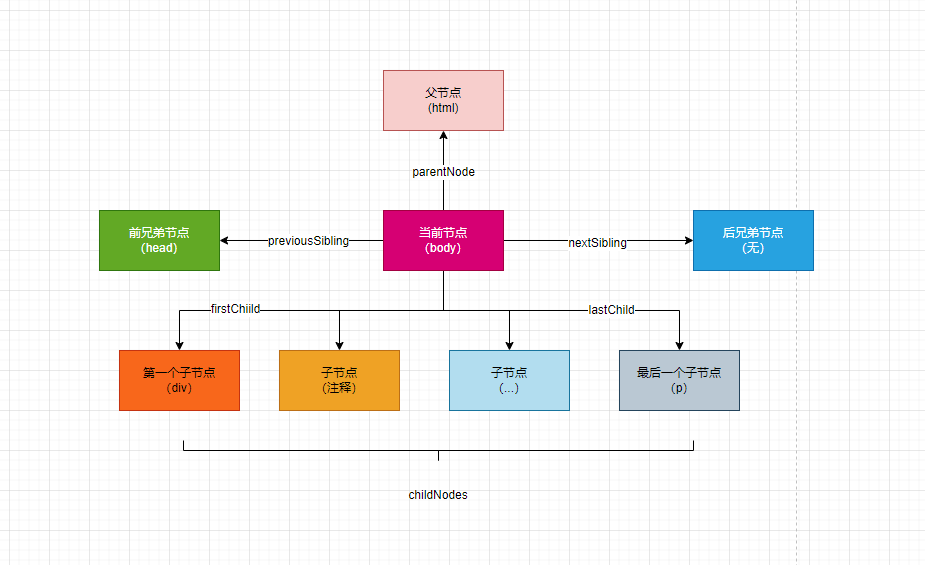 父节点
(html)
parentNode
前兄弟节点
(head)
previousSibling
当前节点
(body)
nextSibling
后兄弟节点
(无)
firstChiild
lastChild
第一个子节点
(div)
子节点
(注释)
子节点
(...)
最后一个子节点
(p)
childNodes